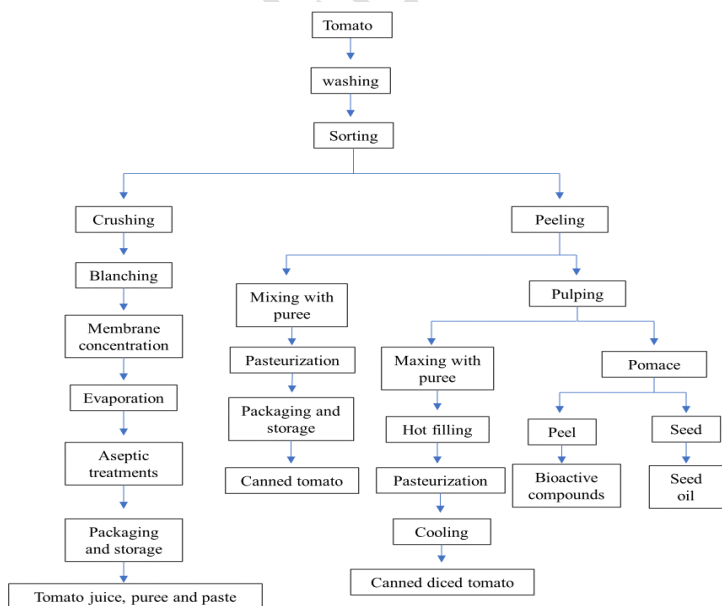 Tomato
washing
Sorting
Crushing
Peeling
Blanching
Mixing with
puree
Pulping
Membrane
concentration
Pasteurization
Maxing with
puree
Pomace
Evaporation
Packaging and
storage
Hot filling
Peel
Seed
Aseptic
treatments
Canned tomato
Pasteurization
Bioactive
compounds
Seed
oil
Packaging
and storage
Cooling
Canned diced tomato
Tomato juice, puree and paste